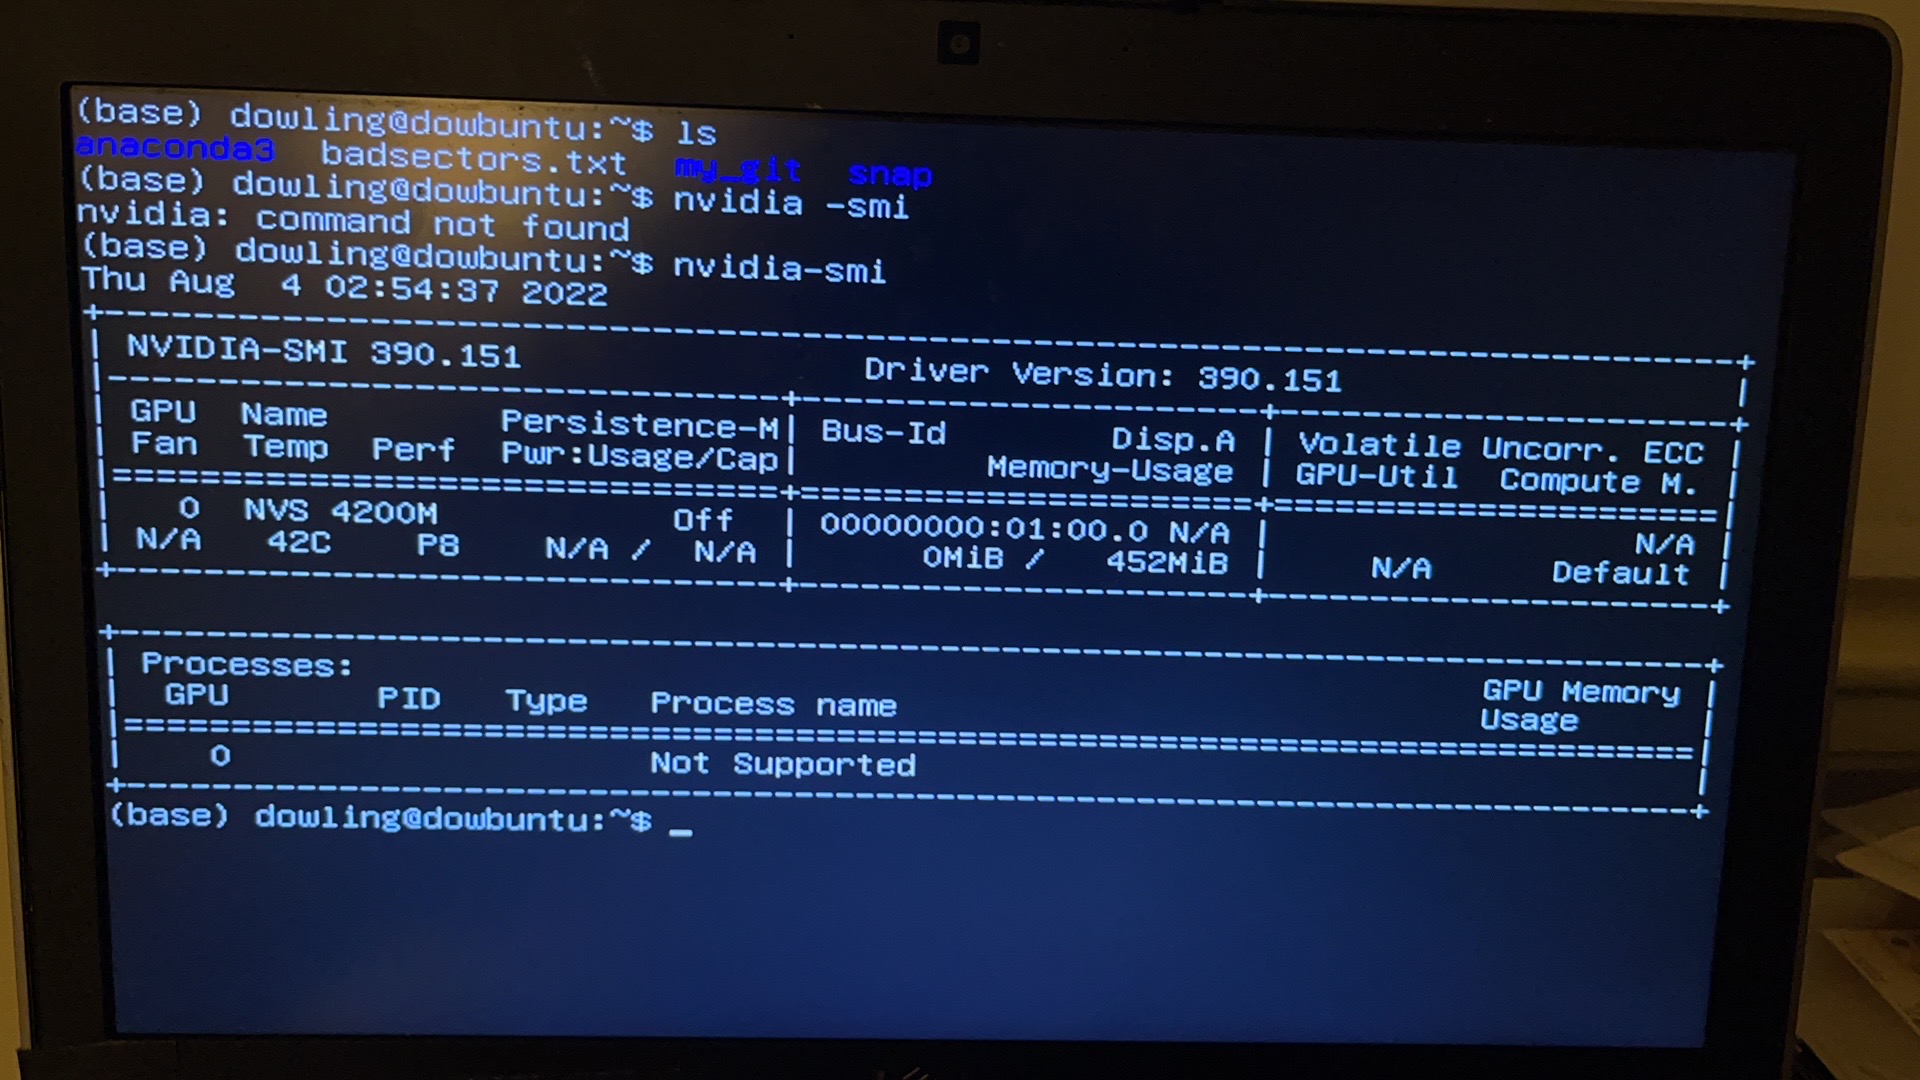 (base) dowling@dowbuntu:~$ ls
anaconda3  badsectors.txt  my_git  snap
(base) dowling@dowbuntu:~$ nvidia -smi
nvidia: command not found
(base) dowling@dowbuntu:~$ nvidia-smi
Thu Aug  4 02:54:37 2022
+-----------------------------------------------------------------------------+
| NVIDIA-SMI 390.151                Driver Version: 390.151                   |
|-------------------------------+----------------------+----------------------+
| GPU  Name        Persistence-M| Bus-Id        Disp.A | Volatile Uncorr. ECC |
| Fan  Temp  Perf  Pwr:Usage/Cap|         Memory-Usage | GPU-Util  Compute M. |
|===============================+======================+======================|
|   0  NVS 4200M           Off  | 00000000:01:00.0 N/A |                  N/A |
| N/A   42C    P8    N/A /  N/A |      0MiB /   452MiB |     N/A      Default |
+-------------------------------+----------------------+----------------------+

+-----------------------------------------------------------------------------+
| Processes:                                                       GPU Memory |
|  GPU       PID   Type   Process name                             Usage      |
|=============================================================================|
|    0                    Not Supported                                       |
+-----------------------------------------------------------------------------+
(base) dowling@dowbuntu:~$ _